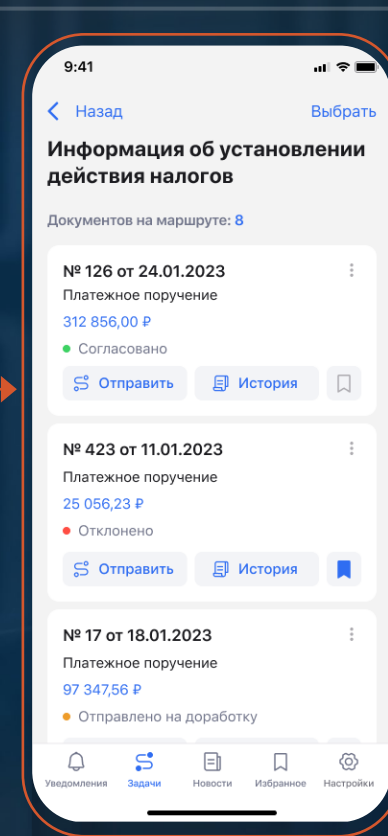 9:41
Назад
Выбрать
Информация об установлении
действия налогов
Документов на маршруте: 8
№ 126 от 24.01.2023
Платежное поручение
312 856,00 ₽
Согласовано
Отправить
История
№ 423 от 11.01.2023
Платежное поручение
25 056,23 ₽
Отклонено
Отправить
История
№ 17 от 18.01.2023
Платежное поручение
97 347,56 ₽
Отправлено на доработку
Уведомления
Задачи
Новости
Избранное
Настройки